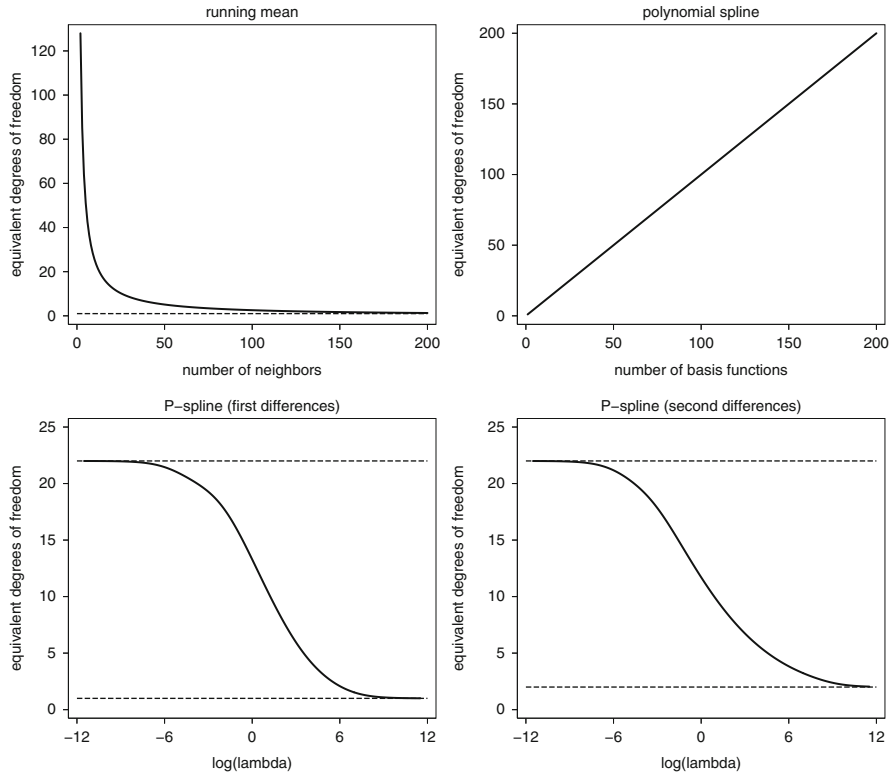 running mean
equivalent degrees of freedom
120
100
80
60
40
20
0
0 50 100 150 200
number of neighbors
polynomial spline
equivalent degrees of freedom
200
150
100
50
0
0 50 100 150 200
number of basis functions
P−spline (first differences)
equivalent degrees of freedom
25
20
15
10
5
0
−12 −6 0 6 12
log(lambda)
P−spline (second differences)
equivalent degrees of freedom
25
20
15
10
5
0
−12 −6 0 6 12
log(lambda)